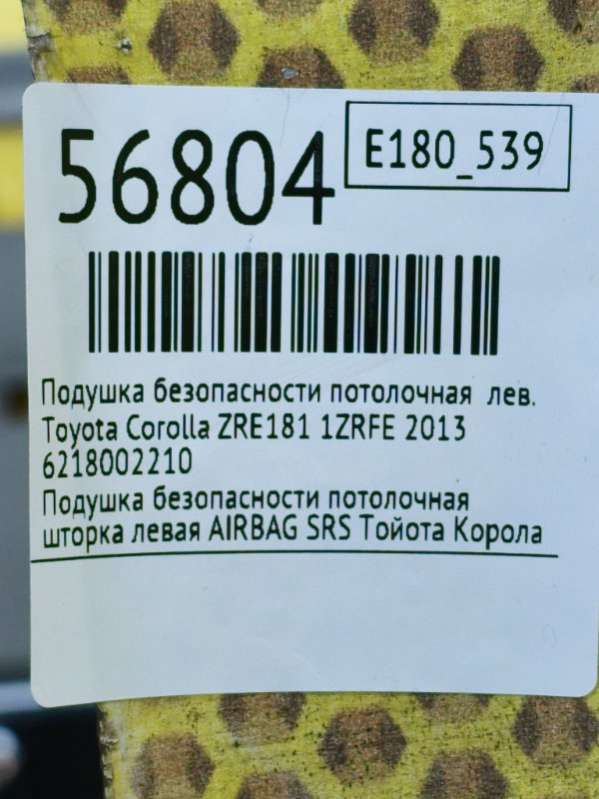 56804
E180_539
Подушка безопасности потолочная лев.
Toyota Corolla ZRE181 1ZRFE 2013
6218002210
Подушка безопасности потолочная
шторка левая AIRBAG SRS Тойота Корола